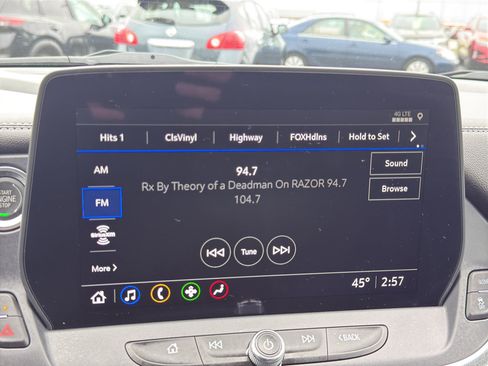 4G LTE
Hits 1 ClsVinyl Highway FOXHdlns Hold to Set
AM
94.7
Sound
Rx By Theory of a Deadman On RAZOR 94.7
104.7
Browse
FM
START
ENGINE
STOP
SiriusXM
Tune
More
45° 2:57
BACK